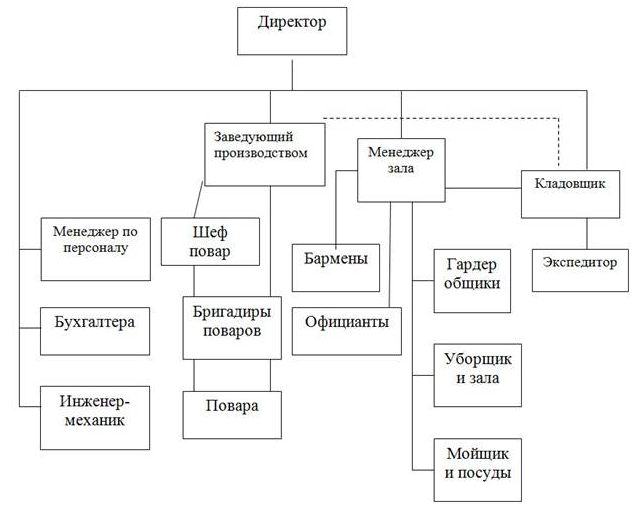 Директор
Заведующий
производством
Менеджер
зала
Кладовщик
Менеджер по
персоналу
Шеф
повар
Бармены
Гардер
общики
Экспедитор
Бухгалтера
Бригадиры
поваров
Официанты
Уборщик
и зала
Инженер-
механик
Повара
Мойщик
и посуды